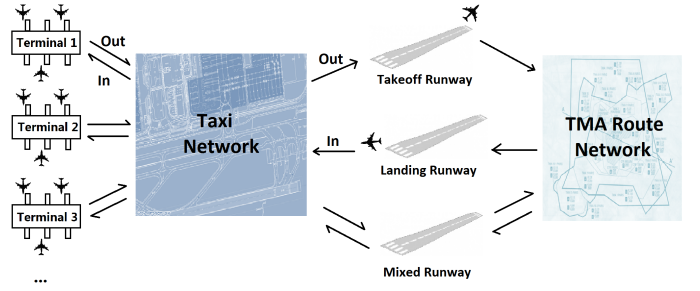 Terminal 1
Out
In
Terminal 2
Terminal 3
...
Taxi
Network
Out
Takeoff Runway
In
Landing Runway
Mixed Runway
TMA Route
Network